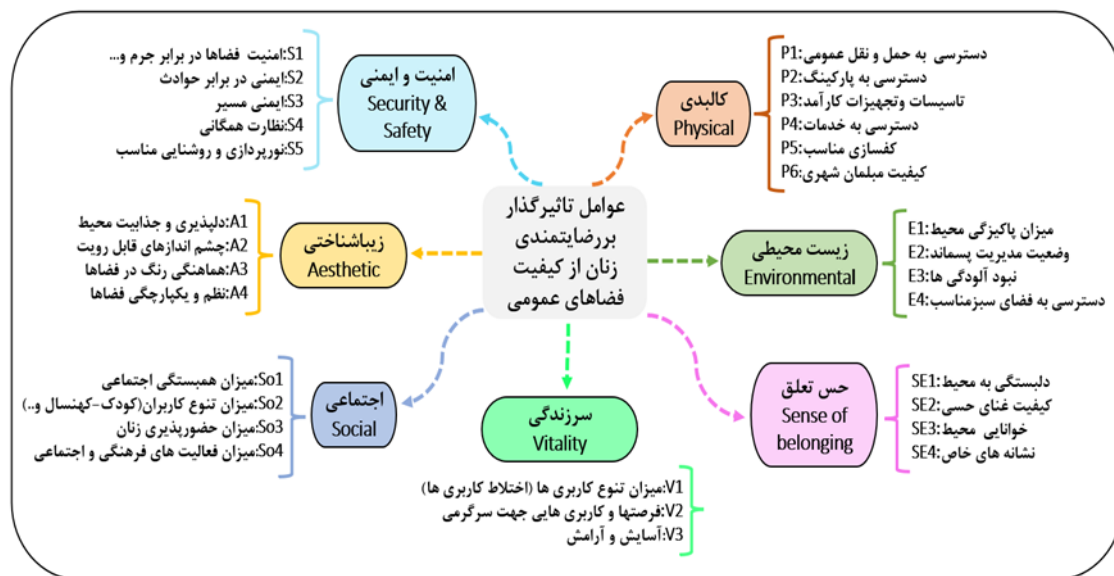 عوامل تاثیرگذار
بررضایتمندی
زنان از کیفیت
فضاهای عمومی
کالبدی
Physical
P1:دسترسی به حمل و نقل عمومی
P2:دسترسی به پارکینگ
P3:تاسیسات وتجهیزات کارآمد
P4:دسترسی به خدمات
P5:کفسازی مناسب
P6:کیفیت مبلمان شهری
زیست محیطی
Environmental
E1:میزان پاکیزگی محیط
E2:وضعیت مدیریت پسماند
E3:نبود آلودگی ها
E4:دسترسی به فضای سبزمناسب
حس تعلق
Sense of
belonging
SE1:دلبستگی به محیط
SE2:کیفیت غنای حسی
SE3:خوانایی محیط
SE4:نشانه های خاص
سرزندگی
Vitality
V1:میزان تنوع کاربری ها (اختلاط کاربری ها)
V2:فرصتها و کاربری هایی جهت سرگرمی
V3:آسایش و آرامش
اجتماعی
Social
So1:میزان همبستگی اجتماعی
So2:میزان تنوع کاربران(کودک-کهنسال و..)
So3:میزان حضورپذیری زنان
So4:میزان فعالیت های فرهنگی و اجتماعی
زیباشناختی
Aesthetic
A1:دلپذیری و جذابیت محیط
A2:چشم اندازهای قابل رویت
A3:هماهنگی رنگ در فضاها
A4:نظم و یکپارچگی فضاها
امنیت و ایمنی
Security &
Safety
S1:امنیت فضاها در برابر جرم و...
S2:ایمنی در برابر حوادث
S3:ایمنی مسیر
S4:نظارت همگانی
S5:نورپردازی و روشنایی مناسب